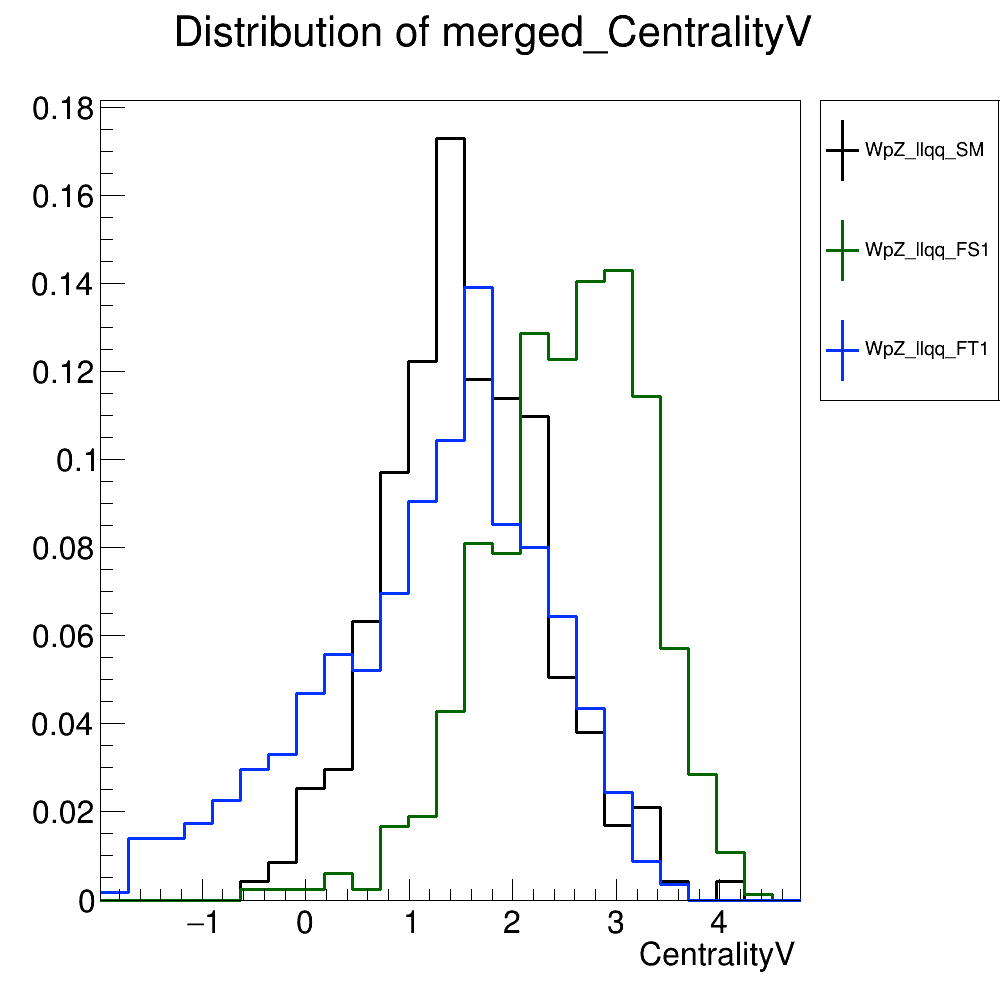 Distribution of merged_CentralityV
0.18
0.16
0.14
0.12
0.1
0.08
0.06
0.04
0.02
0
−1 0 1 2 3 4
CentralityV
WpZ_llqq_SM
WpZ_llqq_FS1
WpZ_llqq_FT1